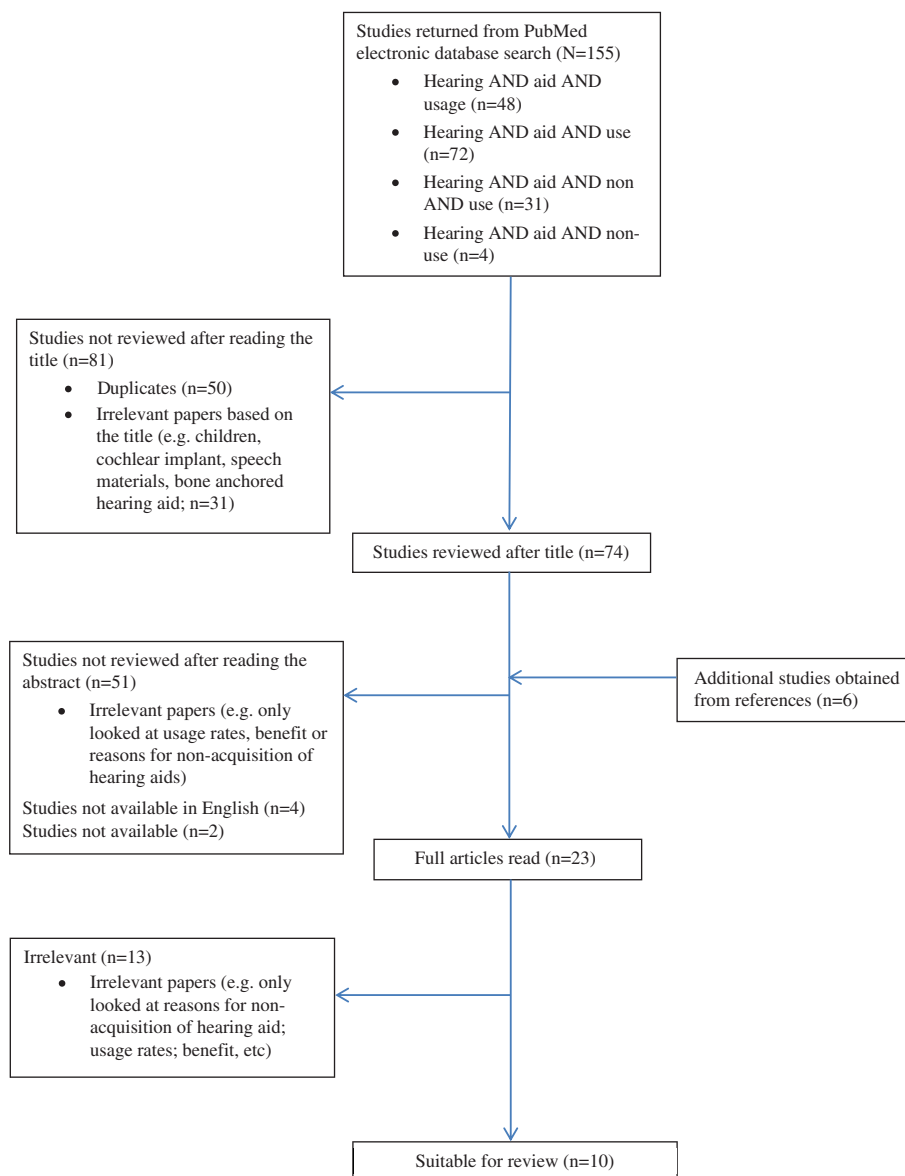 Studies returned from PubMed
electronic database search (N=155)
• Hearing AND aid AND
usage (n=48)
• Hearing AND aid AND use
(n=72)
• Hearing AND aid AND non
AND use (n=31)
• Hearing AND aid AND non-
use (n=4)
Studies not reviewed after reading the
title (n=81)
• Duplicates (n=50)
• Irrelevant papers based on
the title (e.g. children,
cochlear implant, speech
materials, bone anchored
hearing aid; n=31)
Studies reviewed after title (n=74)
Studies not reviewed after reading the
abstract (n=51)
• Irrelevant papers (e.g. only
looked at usage rates, benefit or
reasons for non-acquisition of
hearing aids)
Studies not available in English (n=4)
Studies not available (n=2)
Additional studies obtained
from references (n=6)
Full articles read (n=23)
Irrelevant (n=13)
• Irrelevant papers (e.g. only
looked at reasons for non-
acquisition of hearing aid;
usage rates; benefit, etc)
Suitable for review (n=10)